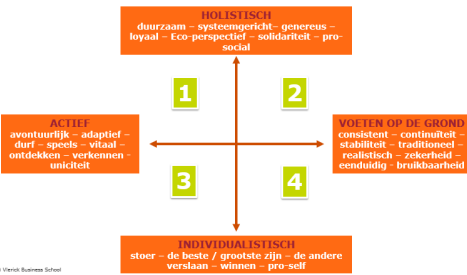 HOLISTISCH
duurzaam – systeemgericht– genereus –
loyaal – Eco-perspectief – solidariteit – pro-
social
1
2
ACTIEF
avontuurlijk – adaptief –
durf – speels – vitaal –
ontdekken – verkennen -
uniciteit
VOETEN OP DE GROND
consistent – continuïteit –
stabiliteit – traditioneel –
realistisch – zekerheid –
eenduidig - bruikbaarheid
3
4
INDIVIDUALISTISCH
stoer – de beste / grootste zijn – de andere
verslaan – winnen – pro-self
Vlerick Business School